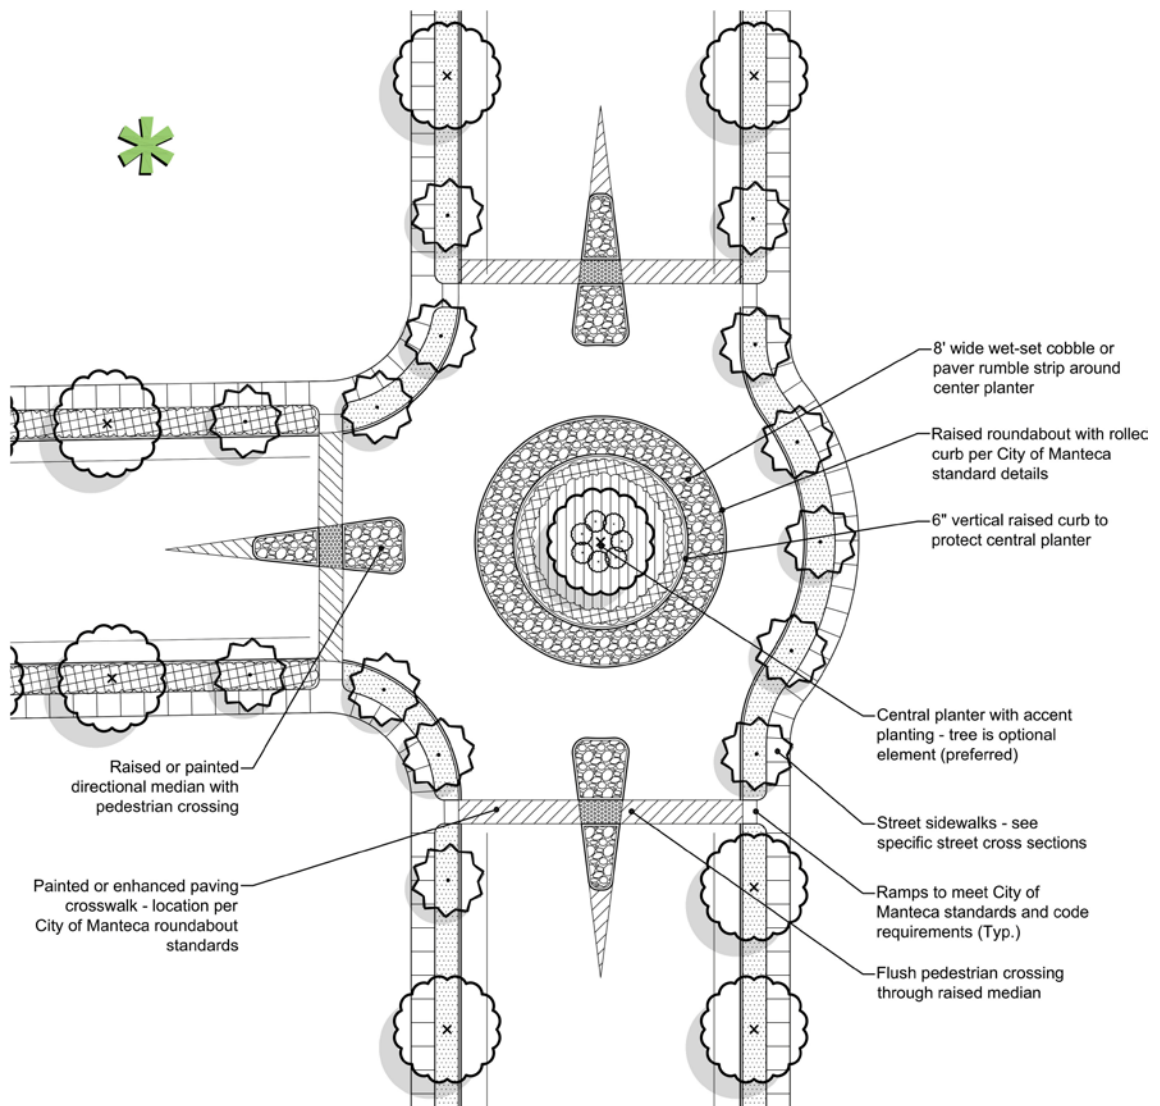 8' wide wet-set cobble or
paver rumble strip around
center planter
Raised roundabout with rollec
curb per City of Manteca
standard details
6" vertical raised curb to
protect central planter
Central planter with accent
planting - tree is optional
element (preferred)
Raised or painted
directional median with
pedestrian crossing
Street sidewalks - see
specific street cross sections
Painted or enhanced paving
crosswalk - location per
City of Manteca roundabout
standards
Ramps to meet City of
Manteca standards and code
requirements (Typ.)
Flush pedestrian crossing
through raised median